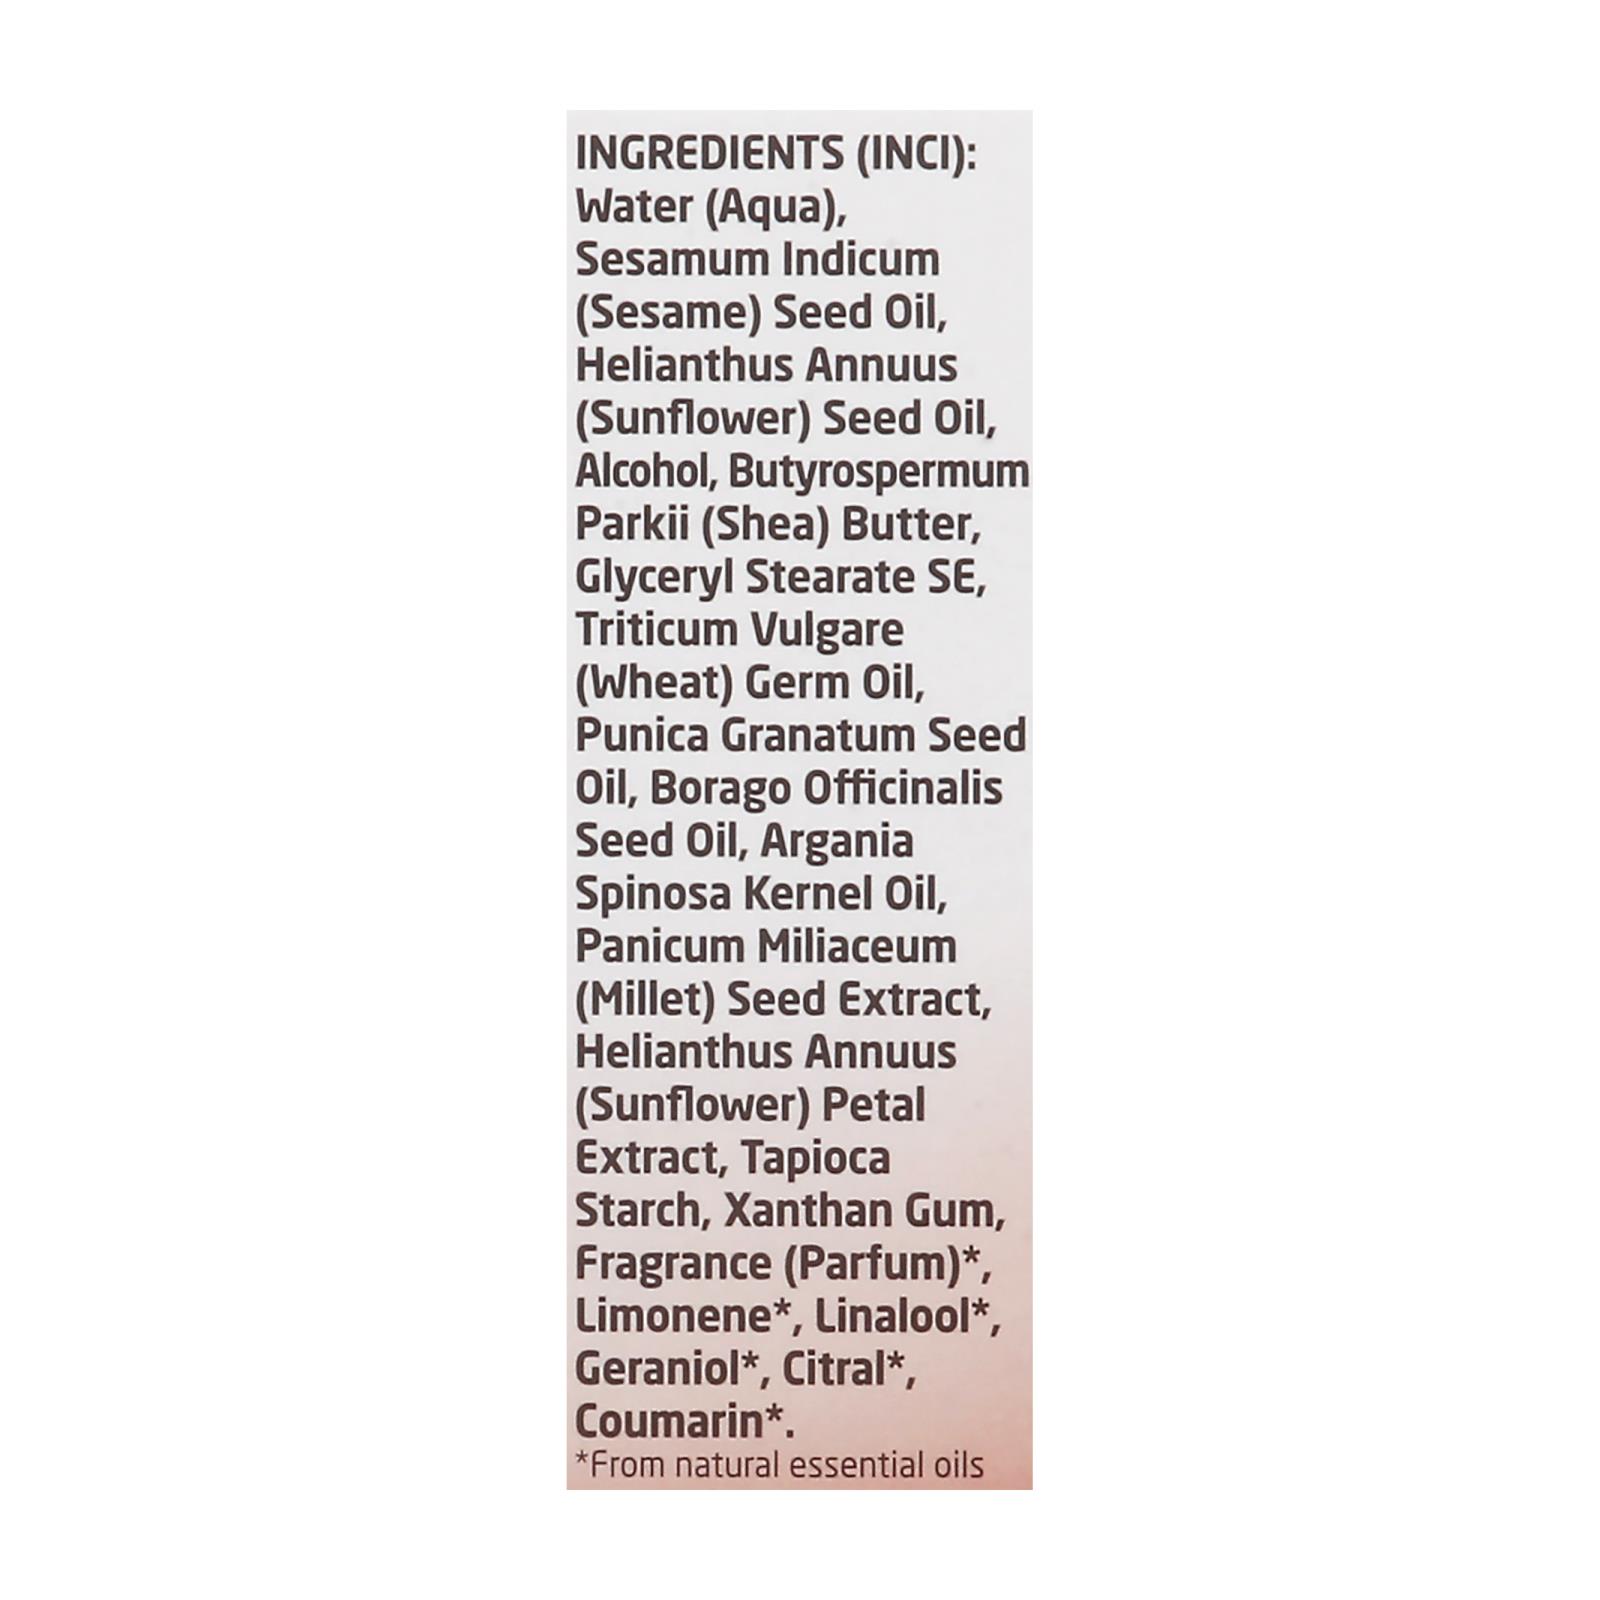 INGREDIENTS (INCI):
Water (Aqua),
Sesamum Indicum
(Sesame) Seed Oil,
Helianthus Annuus
(Sunflower) Seed Oil,
Alcohol, Butyrospermum
Parkii (Shea) Butter,
Glyceryl Stearate SE,
Triticum Vulgare
(Wheat) Germ Oil,
Punica Granatum Seed
Oil, Borago Officinalis
Seed Oil, Argania
Spinosa Kernel Oil,
Panicum Miliaceum
(Millet) Seed Extract,
Helianthus Annuus
(Sunflower) Petal
Extract, Tapioca
Starch, Xanthan Gum,
Fragrance (Parfum)*,
Limonene*, Linalool*,
Geraniol*, Citral*,
Coumarin*.
*From natural essential oils